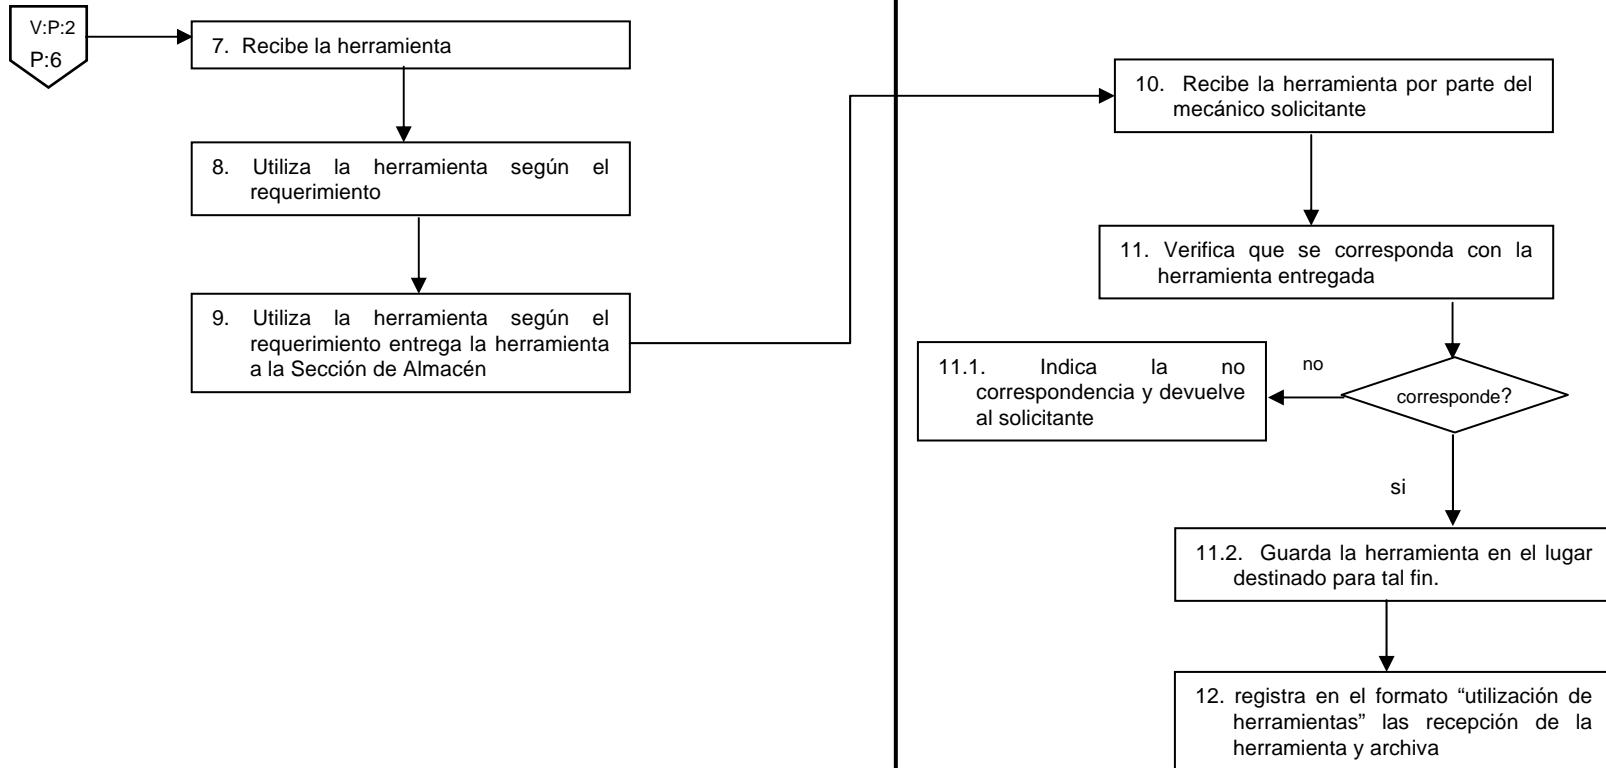 V:P:2
P:6
7. Recibe la herramienta
8. Utiliza la herramienta según el
requerimiento
9. Utiliza la herramienta según el
requerimiento entrega la herramienta
a la Sección de Almacén
10. Recibe la herramienta por parte del
mecánico solicitante
11. Verifica que se corresponda con la
herramienta entregada
corresponde?
no
11.1. Indica la no
correspondencia y devuelve
al solicitante
si
11.2. Guarda la herramienta en el lugar
destinado para tal fin.
12. registra en el formato “utilización de
herramientas” las recepción de la
herramienta y archiva